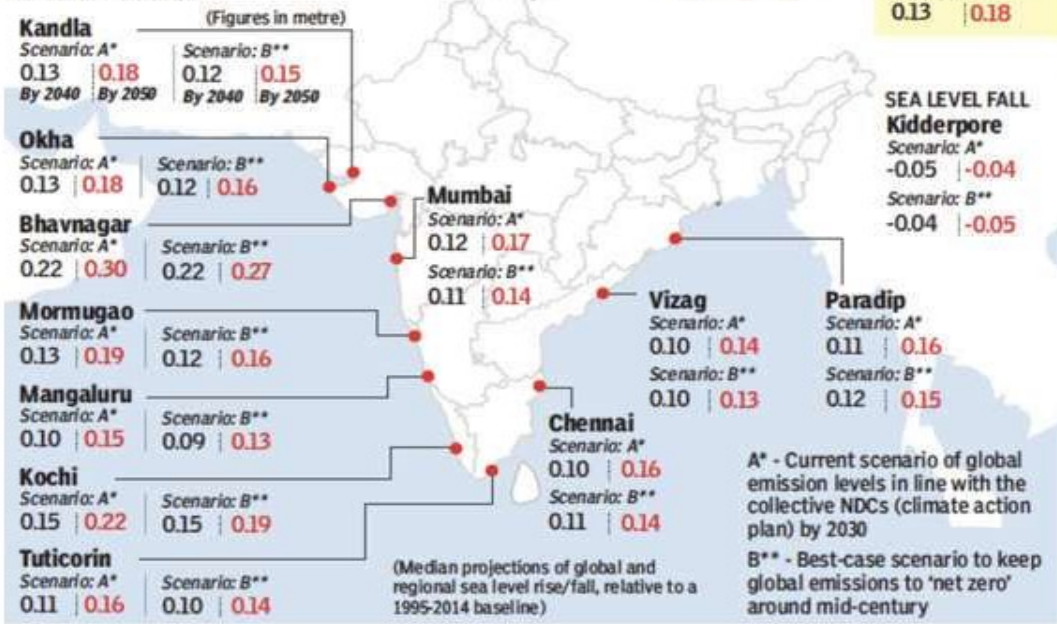 (Figures in metre)
Kandla
Scenario: A* Scenario: B**
0.13 0.18 0.12 0.15
By 2040 By 2050 By 2040 By 2050
Okha
Scenario: A* Scenario: B**
0.13 0.18 0.12 0.16
Bhavnagar
Scenario: A* Scenario: B**
0.22 0.30 0.22 0.27
Mormugao
Scenario: A* Scenario: B**
0.13 0.19 0.12 0.16
Mangaluru
Scenario: A* Scenario: B**
0.10 0.15 0.09 0.13
Kochi
Scenario: A* Scenario: B**
0.15 0.22 0.15 0.19
Tuticorin
Scenario: A* Scenario: B**
0.11 0.16 0.10 0.14
Mumbai
Scenario: A*
0.12 0.17
Scenario: B**
0.11 0.14
Chennai
Scenario: A*
0.10 0.16
Scenario: B**
0.11 0.14
Vizag
Scenario: A*
0.10 0.14
Scenario: B**
0.10 0.13
Paradip
Scenario: A*
0.11 0.16
Scenario: B**
0.12 0.15
0.13 0.18
SEA LEVEL FALL
Kidderpore
Scenario: A*
-0.05 -0.04
Scenario: B**
-0.04 -0.05
(Median projections of global and
regional sea level rise/fall, relative to a
1995-2014 baseline)
A* - Current scenario of global
emission levels in line with the
collective NDCs (climate action
plan) by 2030
B** - Best-case scenario to keep
global emissions to 'net zero'
around mid-century